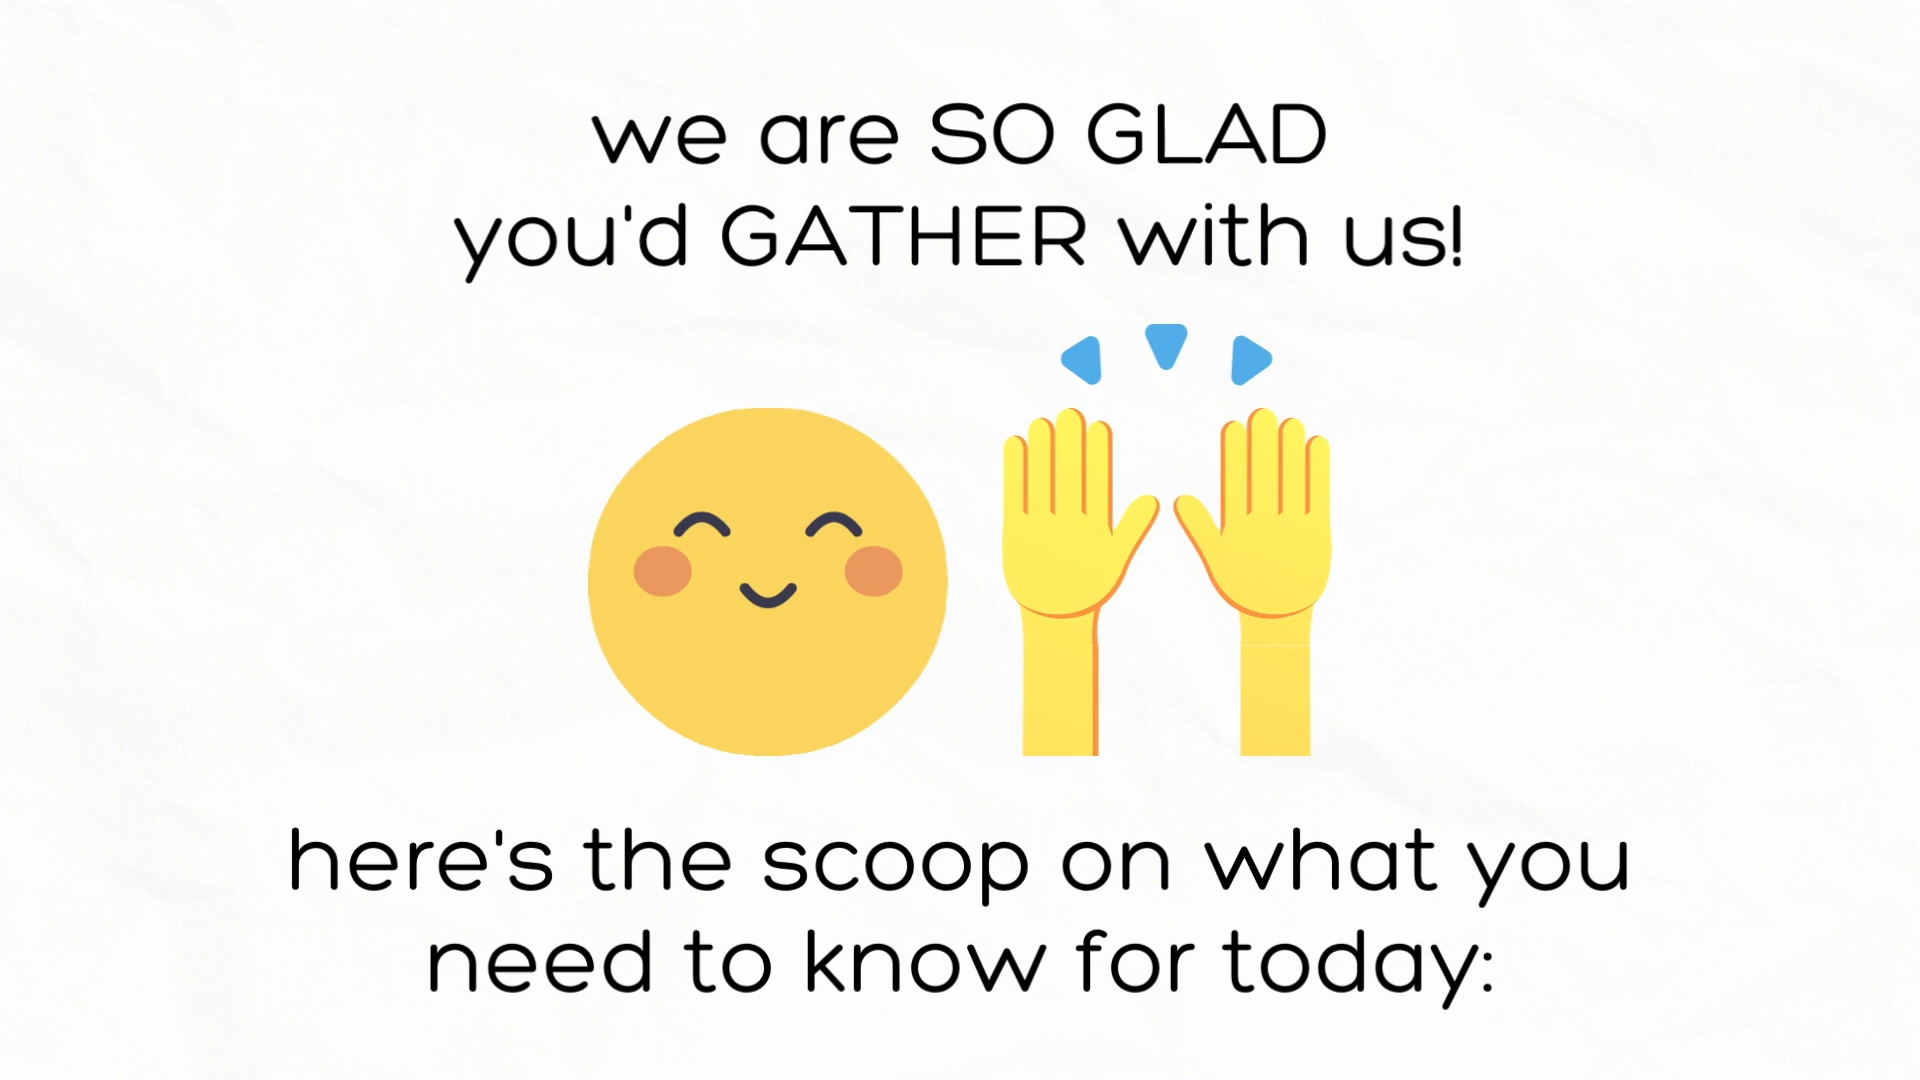 we are SO GLAD
you'd GATHER with us!
here's the scoop on what you
need to know for today: